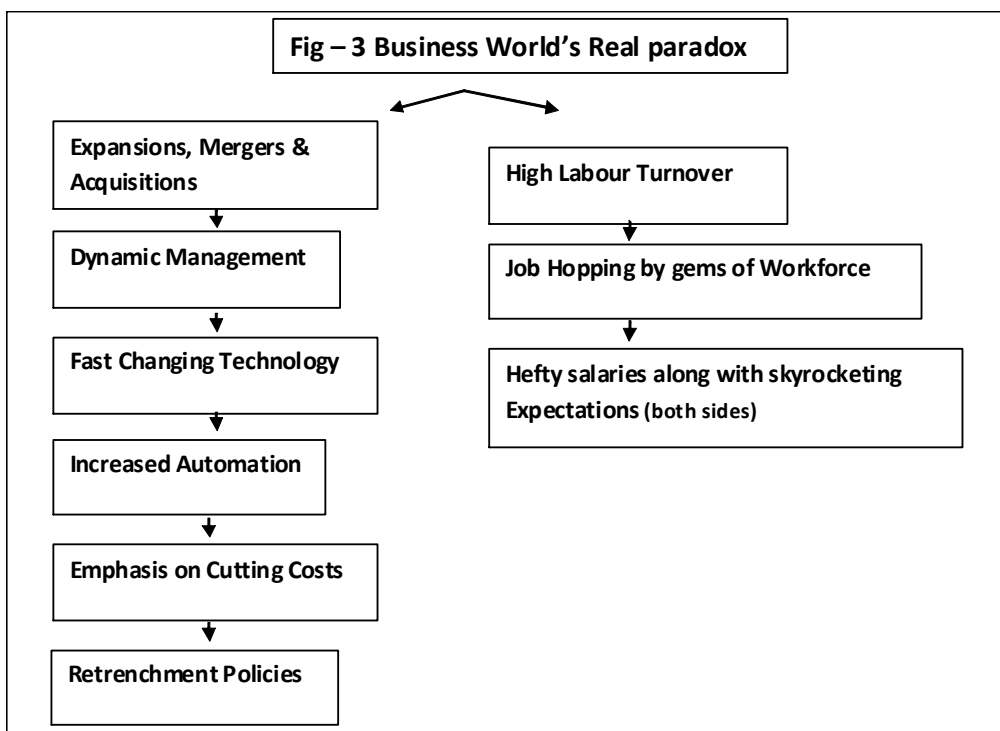 Fig – 3 Business World's Real paradox
Expansions, Mergers &
Acquisitions
Dynamic Management
Fast Changing Technology
Increased Automation
Emphasis on Cutting Costs
Retrenchment Policies
High Labour Turnover
Job Hopping by gems of Workforce
Hefty salaries along with skyrocketing
Expectations (both sides)